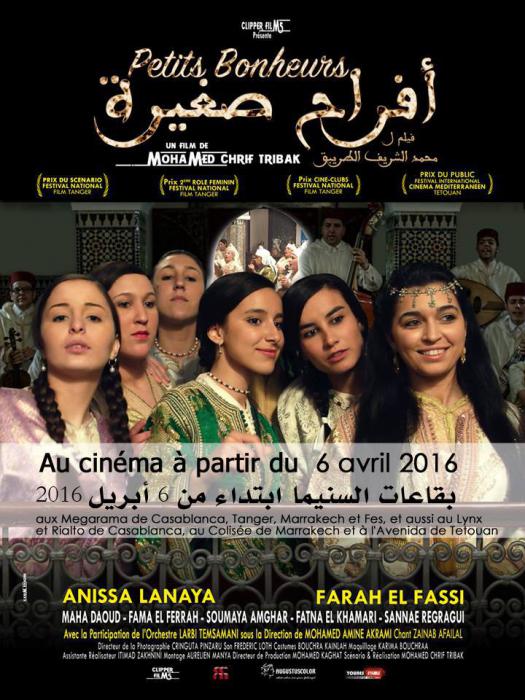 CLIPPER FILMS
Présente
Petits Bonheurs
أفراح صغيرة
UN FILM DE
MOHAMED CHRIF TRIBAK
فيلم ل
محمد الشريف الطريبق
PRIX DU SCENARIO
FESTIVAL NATIONAL
FILM TANGER
Prix 2ème ROLE FEMININ
FESTIVAL NATIONAL
FILM TANGER
Prix CINE-CLUBS
FESTIVAL NATIONAL
FILM TANGER
PRIX DU PUBLIC
FESTIVAL INTERNATIONAL
CINEMA MEDITERRANEEN
TETOUAN
Au cinéma à partir du 6 avril 2016
بقاعات السنيما ابتداء من 6 أبريل 2016
aux Megarama de Casablanca, Tanger, Marrakech et Fes, et aussi au Lynx
et Rialto de Casablanca, au Colisée de Marrakech et à l'Avenida de Tetouan
ANISSA LANAYA
FARAH EL FASSI
MAHA DAOUD - FAMA EL FERRAH - SOUMAYA AMGHAR - FATNA EL KHAMARI - SANNAE REGRAGUI
Avec la Participation de l'Orchestre LARBI TEMSAMANI sous la Direction de MOHAMED AMINE AKRAMI Chant ZAINAB AFAILAL
Directeur de la Photographie CRINGUTA PINZARU Son FREDERIC LOTH Costumes BOUCHRA KAINLAH Maquillage KARIMA BOUCHRAA
Assistante Réalisateur ITIMAD ZAKHNINI Montage AURELIEN MANYA Directeur de Production MOHAMED KAGHAT Scénario & Réalisation MOHAMED CHRIF TRIBAK
CLIPPER
FILMS
AUGUSTUSCOLOR